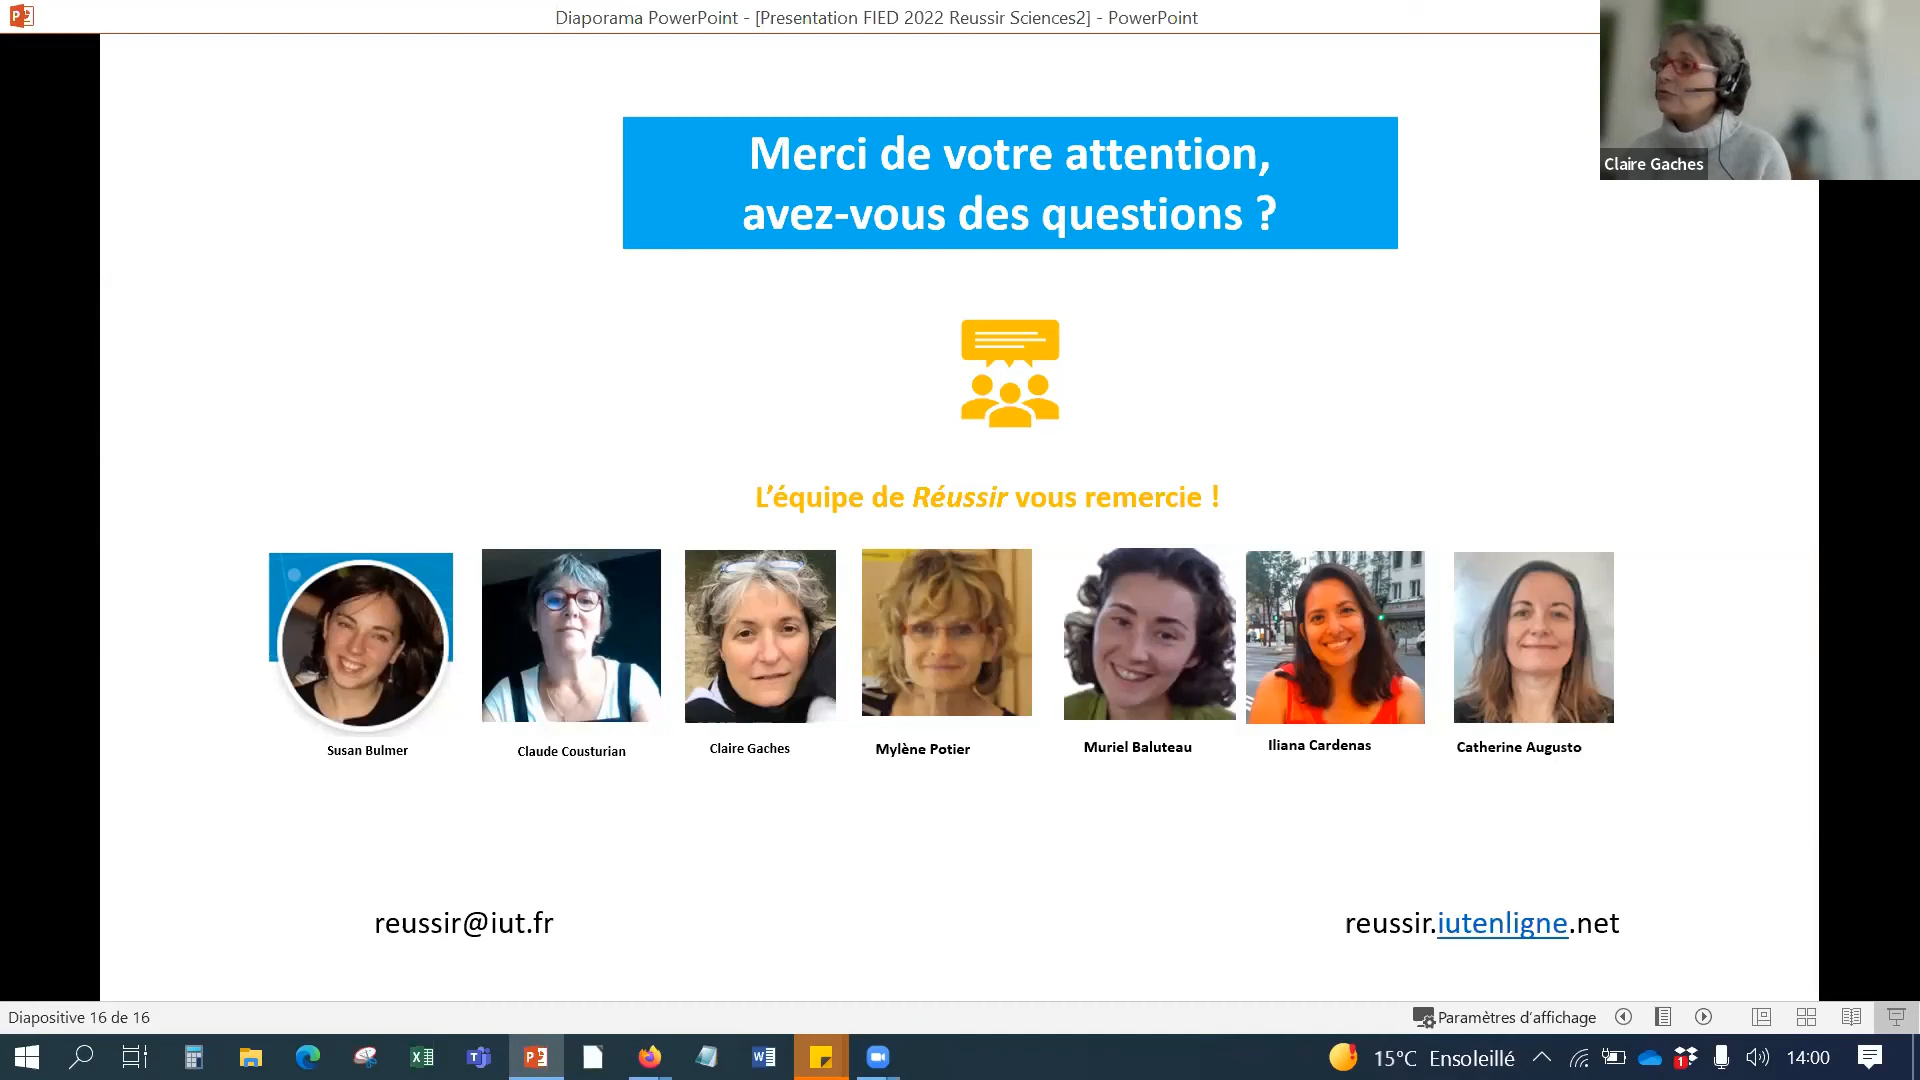 Diaporama PowerPoint - [Presentation FIED 2022 Reussir Sciences2] - PowerPoint
Claire Gaches
Merci de votre attention,
avez-vous des questions ?
L'équipe de Réussir vous remercie !
Susan Bulmer
Claude Cousturian
Claire Gaches
Mylène Potier
Muriel Baluteau
Iliana Cardenas
Catherine Augusto
reussir@iut.fr
reussir.iutenligne.net
Diapositive 16 de 16
Paramètres d'affichage
15°C Ensoleillé
1
14:00